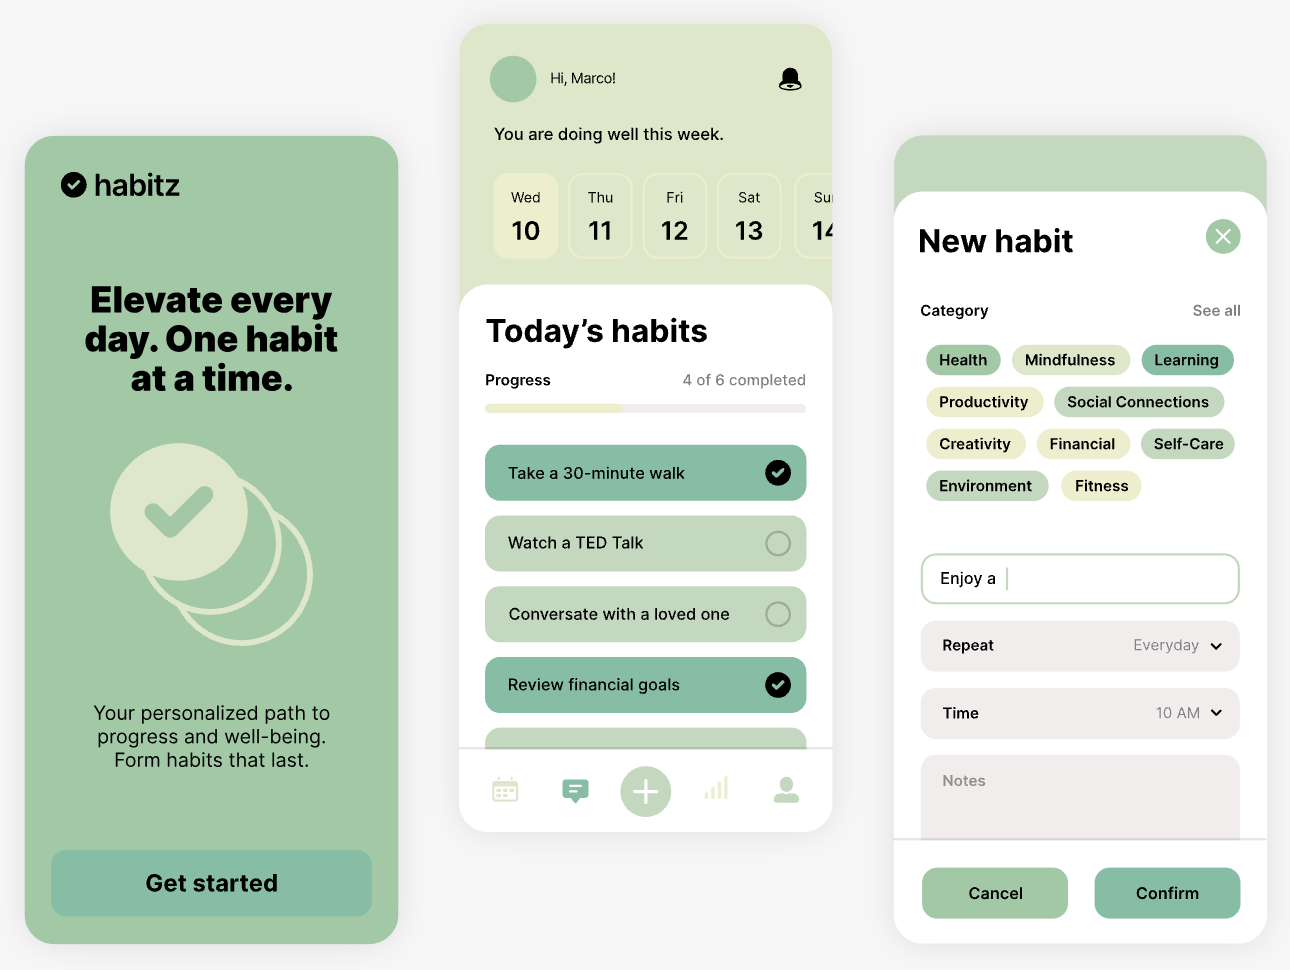 habitz
Elevate every
day. One habit
at a time.
Your personalized path to
progress and well-being.
Form habits that last.
Get started
Hi, Marco!
You are doing well this week.
Wed Thu Fri Sat Sun
10 11 12 13 14
Today's habits
Progress 4 of 6 completed
Take a 30-minute walk
Watch a TED Talk
Conversate with a loved one
Review financial goals
New habit
Category See all
Health Mindfulness Learning
Productivity Social Connections
Creativity Financial Self-Care
Environment Fitness
Enjoy a
Repeat Everyday
Time 10 AM
Notes
Cancel Confirm